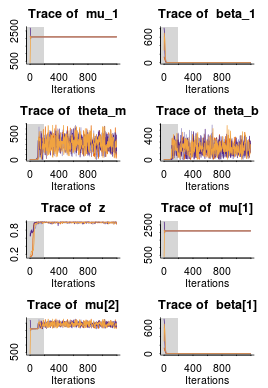 Trace of mu_1
Trace of beta_1
500
2500
0
600
0 400 800
0 400 800
Iterations
Iterations
Trace of theta_m
Trace of theta_b
0
500
0
400
0 400 800
0 400 800
Iterations
Iterations
Trace of z
Trace of mu[1]
0.2
0.8
500
2500
0 400 800
0 400 800
Iterations
Iterations
Trace of mu[2]
Trace of beta[1]
500
0
600
0 400 800
0 400 800
Iterations
Iterations